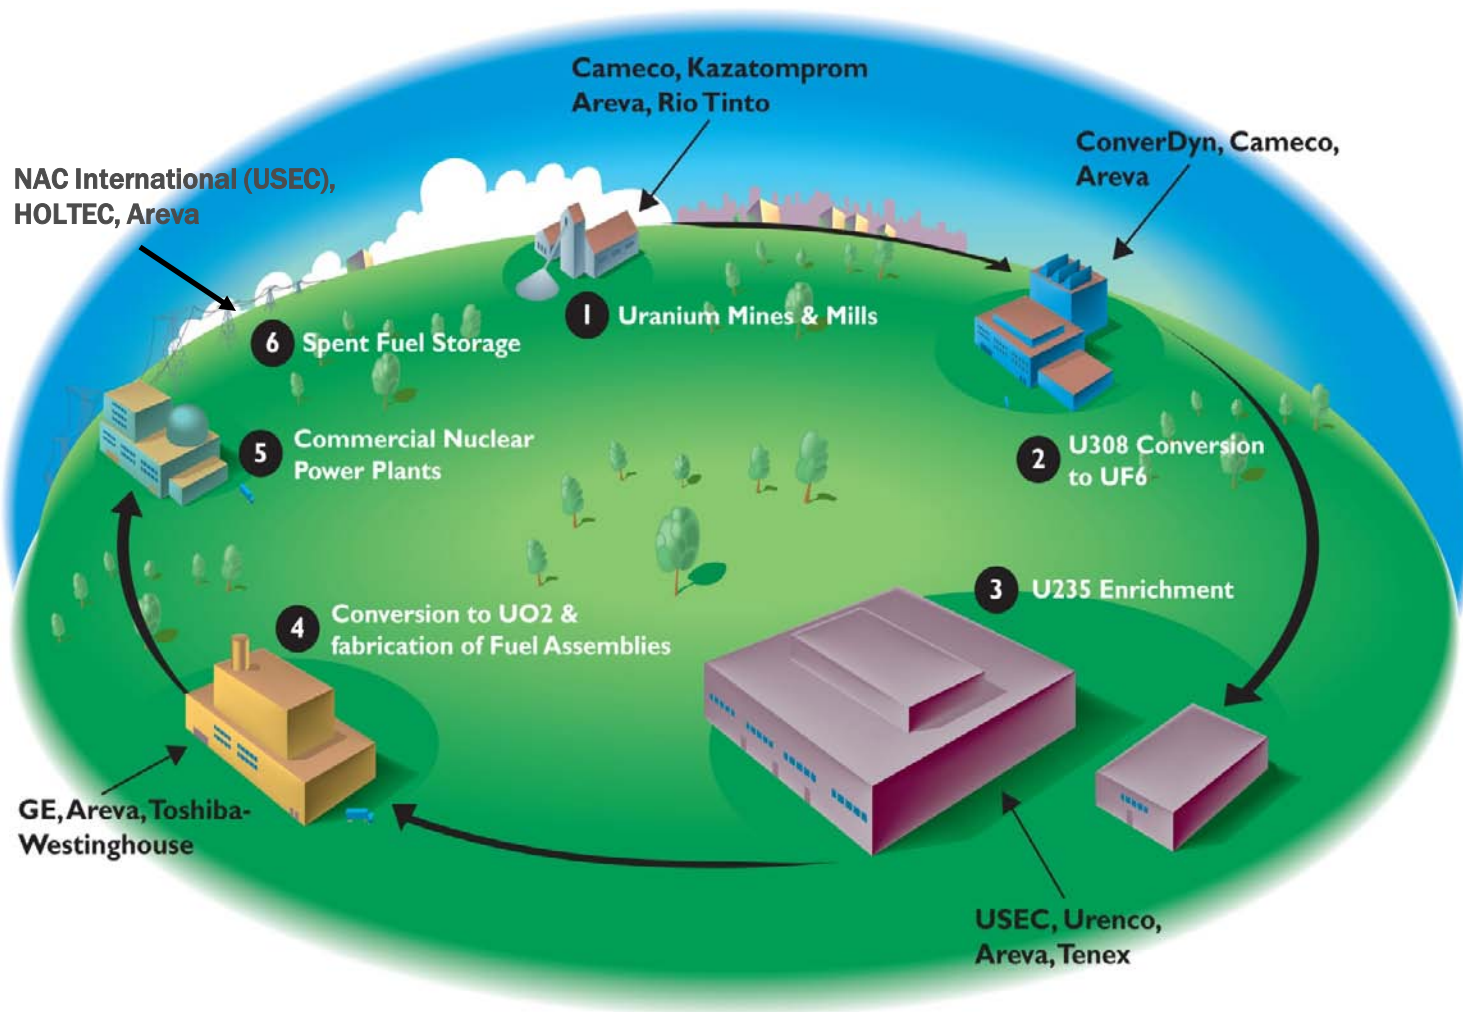 Cameco, Kazatomprom
Areva, Rio Tinto
ConverDyn, Cameco,
Areva
NAC International (USEC),
HOLTEC, Areva
1 Uranium Mines & Mills
6 Spent Fuel Storage
5 Commercial Nuclear
Power Plants
2 U308 Conversion
to UF6
3 U235 Enrichment
4 Conversion to UO2 &
fabrication of Fuel Assemblies
GE, Areva, Toshiba-
Westinghouse
USEC, Urenco,
Areva, Tenex